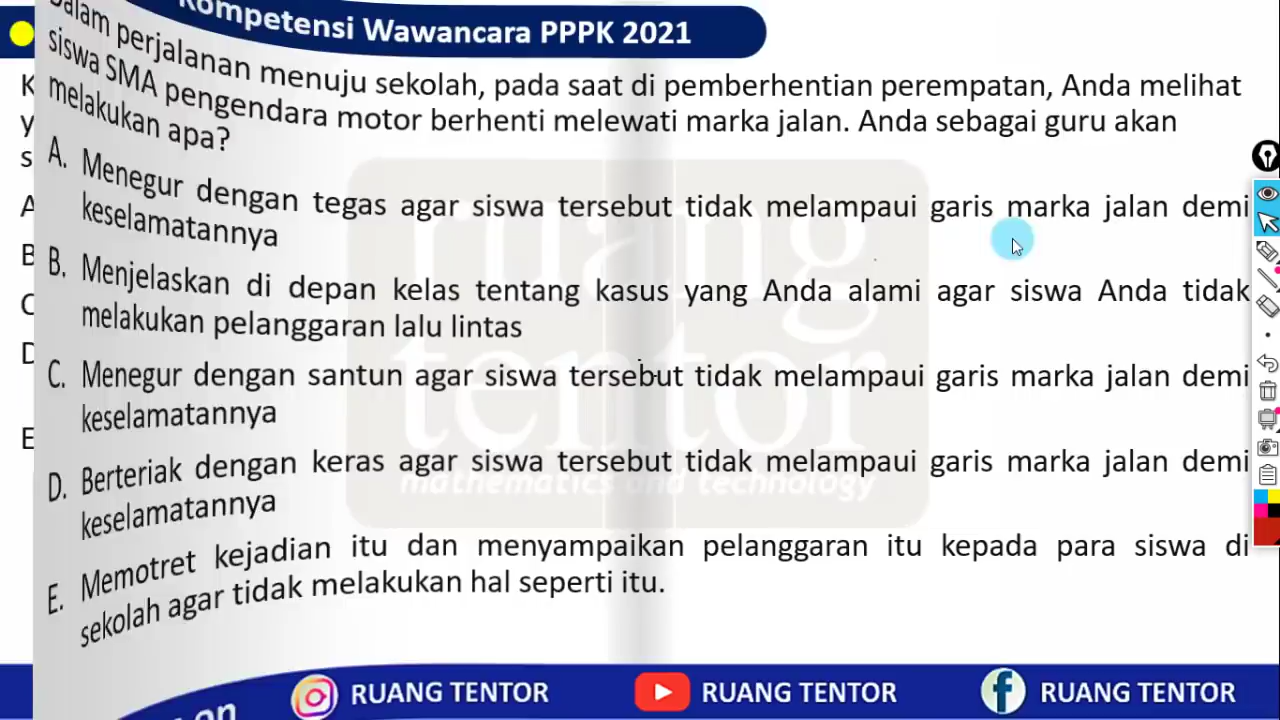 Kompetensi Wawancara PPPK 2021
Dalam perjalanan menuju sekolah, pada saat di pemberhentian perempatan, Anda melihat
siswa SMA pengendara motor berhenti melewati marka jalan. Anda sebagai guru akan
melakukan apa?
A. Menegur dengan tegas agar siswa tersebut tidak melampaui garis marka jalan demi
keselamatannya
B. Menjelaskan di depan kelas tentang kasus yang Anda alami agar siswa Anda tidak
melakukan pelanggaran lalu lintas
C. Menegur dengan santun agar siswa tersebut tidak melampaui garis marka jalan demi
keselamatannya
D. Berteriak dengan keras agar siswa tersebut tidak melampaui garis marka jalan demi
keselamatannya
E. Memotret kejadian itu dan menyampaikan pelanggaran itu kepada para siswa di
sekolah agar tidak melakukan hal seperti itu.
ruang
tentor
mathematics and technology
RUANG TENTOR RUANG TENTOR RUANG TENTOR